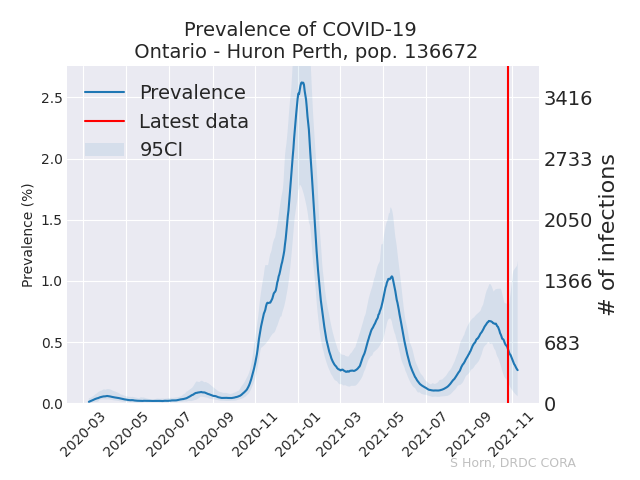 Prevalence of COVID-19
Ontario - Huron Perth, pop. 136672
Prevalence
Latest data
95CI
Prevalence (%)
2.5
2.0
1.5
1.0
0.5
0.0
3416
2733
2050
1366
683
0
# of infections
2020-03
2020-05
2020-07
2020-09
2020-11
2021-01
2021-03
2021-05
2021-07
2021-09
2021-11
S Horn, DRDC CORA